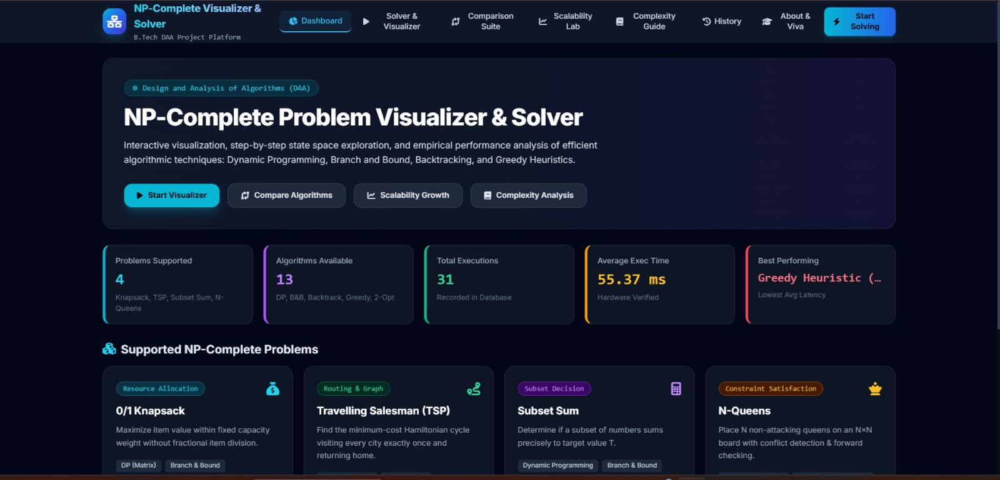 NP-Complete Visualizer &
Solver
B.Tech DAA Project Platform
Dashboard
Solver &
Visualizer
Comparison
Suite
Scalability
Lab
Complexity
Guide
History
About &
Viva
Start
Solving
Design and Analysis of Algorithms (DAA)
NP-Complete Problem Visualizer & Solver
Interactive visualization, step-by-step state space exploration, and empirical performance analysis of efficient
algorithmic techniques: Dynamic Programming, Branch and Bound, Backtracking, and Greedy Heuristics.
Start Visualizer
Compare Algorithms
Scalability Growth
Complexity Analysis
Problems Supported
4
Knapsack, TSP, Subset Sum, N-
Queens
Algorithms Available
13
DP, B&B, Backtrack, Greedy, 2-Opt
Total Executions
31
Recorded in Database
Average Exec Time
55.37 ms
Hardware Verified
Best Performing
Greedy Heuristic (…
Lowest Avg Latency
Supported NP-Complete Problems
Resource Allocation
0/1 Knapsack
Maximize item value within fixed capacity
weight without fractional item division.
DP (Matrix)
Branch & Bound
Routing & Graph
Travelling Salesman (TSP)
Find the minimum-cost Hamiltonian cycle
visiting every city exactly once and
returning home.
Subset Decision
Subset Sum
Determine if a subset of numbers sums
precisely to target value T.
Dynamic Programming
Branch & Bound
Constraint Satisfaction
N-Queens
Place N non-attacking queens on an N×N
board with conflict detection & forward
checking.